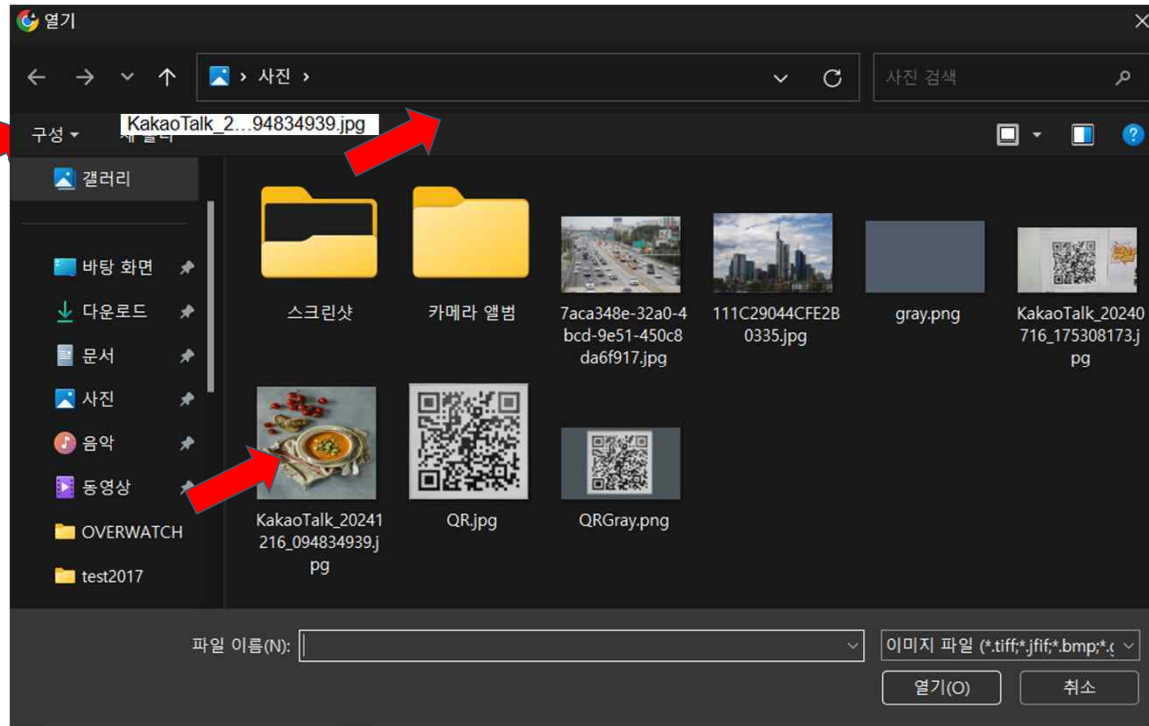 열기
사진
사진 검색
구성
KakaoTalk_2...94834939.jpg
갤러리
바탕 화면
다운로드
문서
사진
음악
동영상
OVERWATCH
test2017
스크린샷
카메라 앨범
7aca348e-32a0-4
bcd-9e51-450c8
da6f917.jpg
111C29044CFE2B
0335.jpg
gray.png
KakaoTalk_20240
716_175308173.j
pg
KakaoTalk_20241
216_094834939.j
pg
QR.jpg
QRGray.png
파일 이름(N):
이미지 파일 (*.tiff;*.jfif;*.bmp;*.g
열기(O)
취소